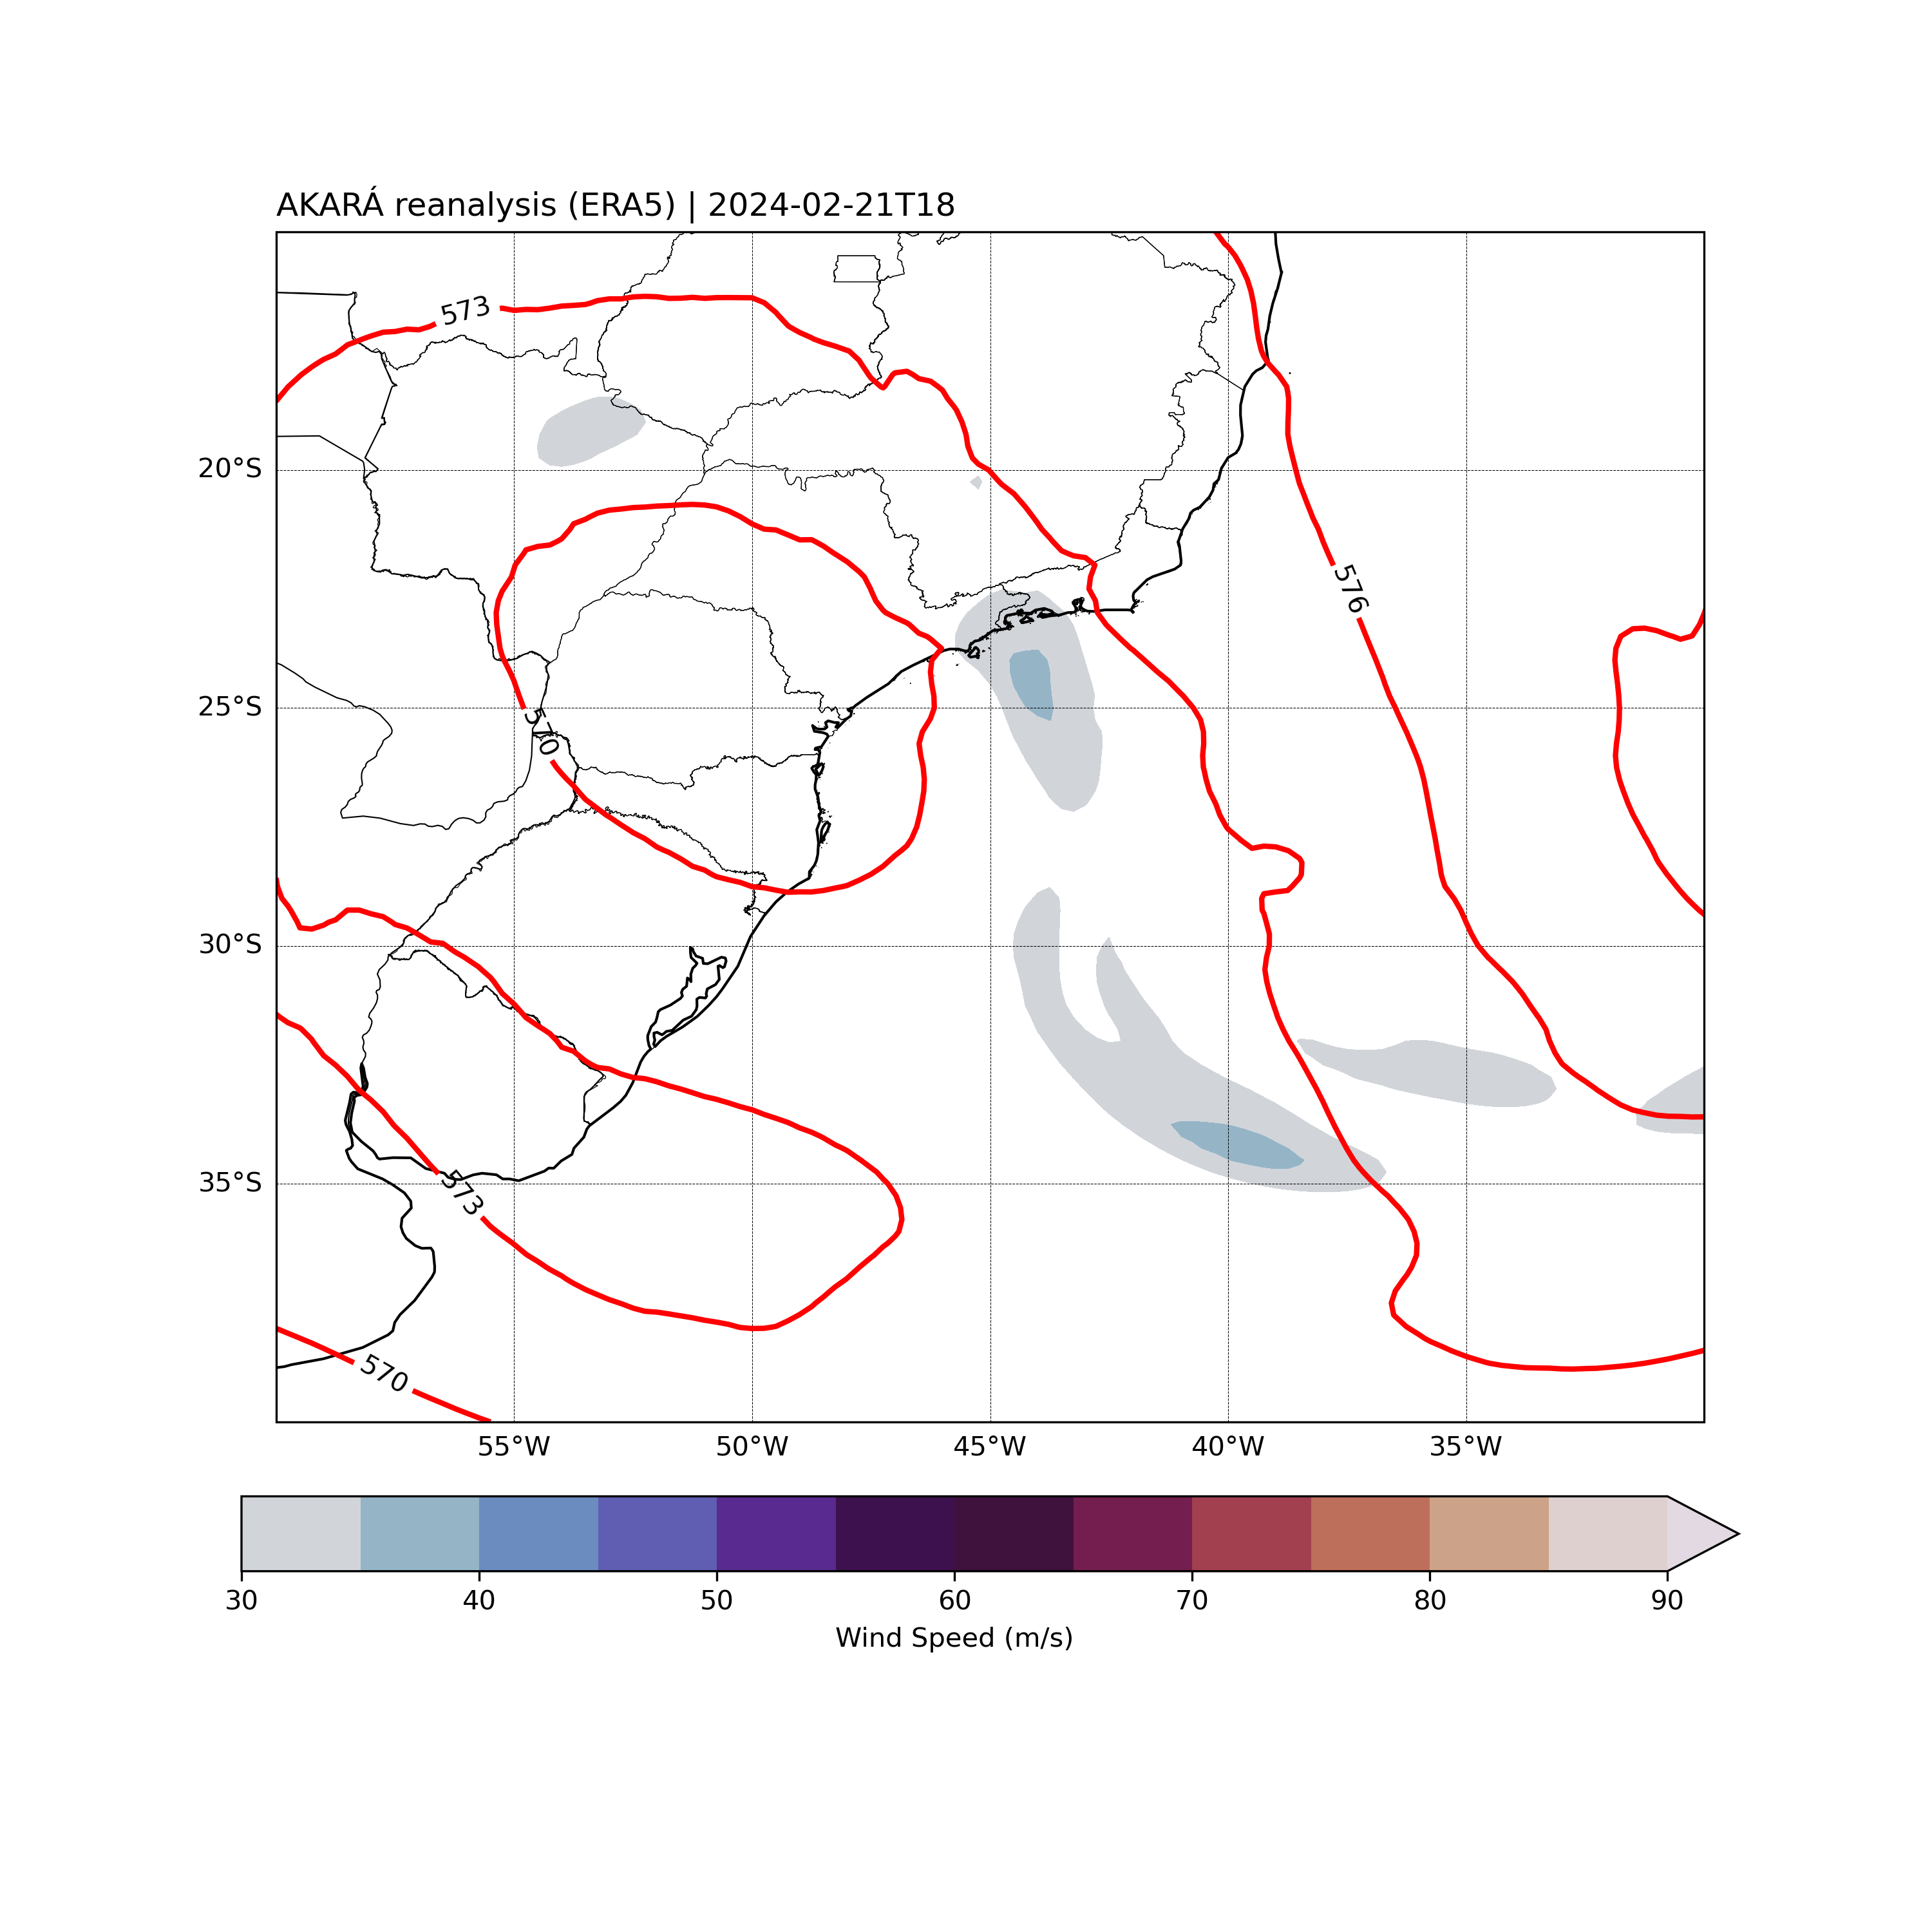 AKARÁ reanalysis (ERA5) | 2024-02-21T18
573
20°S
576
25°S
570
30°S
35°S
573
570
55°W 50°W 45°W 40°W 35°W
30 40 50 60 70 80 90
Wind Speed (m/s)